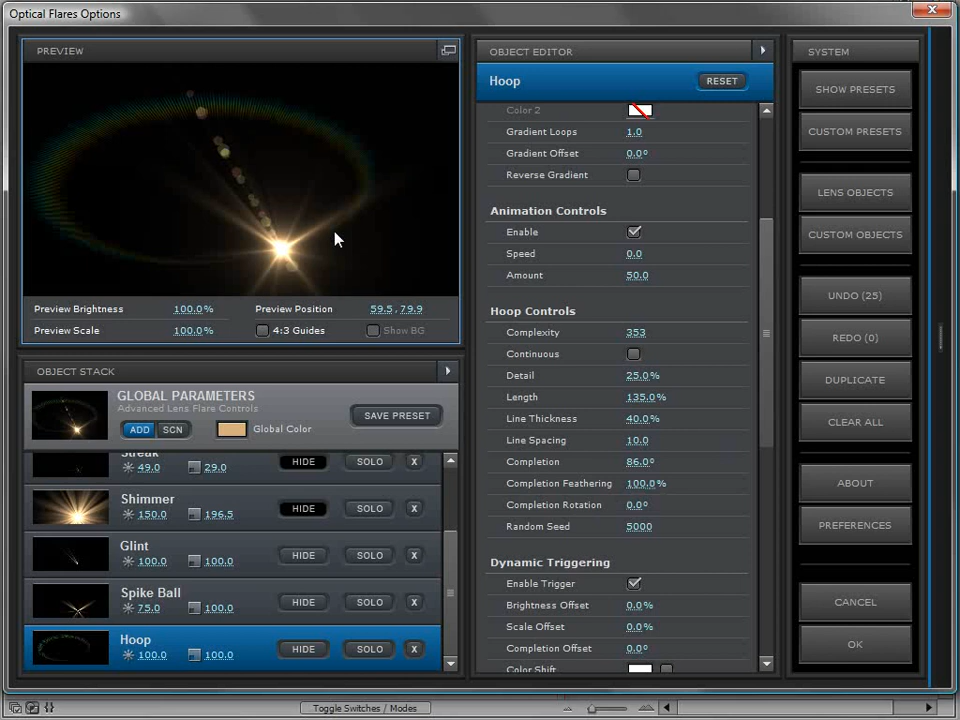 Optical Flares Options
PREVIEW
Preview Brightness 100.0% Preview Position 59.5 , 79.9
Preview Scale 100.0% 4:3 Guides Show BG
OBJECT STACK
GLOBAL PARAMETERS
Advanced Lens Flare Controls
ADD SCN Global Color SAVE PRESET
Streak
49.0 29.0 HIDE SOLO X
Shimmer
150.0 196.5 HIDE SOLO X
Glint
100.0 100.0 HIDE SOLO X
Spike Ball
75.0 100.0 HIDE SOLO X
Hoop
100.0 100.0 HIDE SOLO X
OBJECT EDITOR
Hoop RESET
Color 2
Gradient Loops 1.0
Gradient Offset 0.0°
Reverse Gradient
Animation Controls
Enable
Speed 0.0
Amount 50.0
Hoop Controls
Complexity 353
Continuous
Detail 25.0%
Length 135.0%
Line Thickness 40.0%
Line Spacing 10.0
Completion 86.0°
Completion Feathering 100.0%
Completion Rotation 0.0°
Random Seed 5000
Dynamic Triggering
Enable Trigger
Brightness Offset 0.0%
Scale Offset 0.0%
Completion Offset 0.0°
Color Shift
SYSTEM
SHOW PRESETS
CUSTOM PRESETS
LENS OBJECTS
CUSTOM OBJECTS
UNDO (25)
REDO (0)
DUPLICATE
CLEAR ALL
ABOUT
PREFERENCES
CANCEL
OK
Toggle Switches / Modes